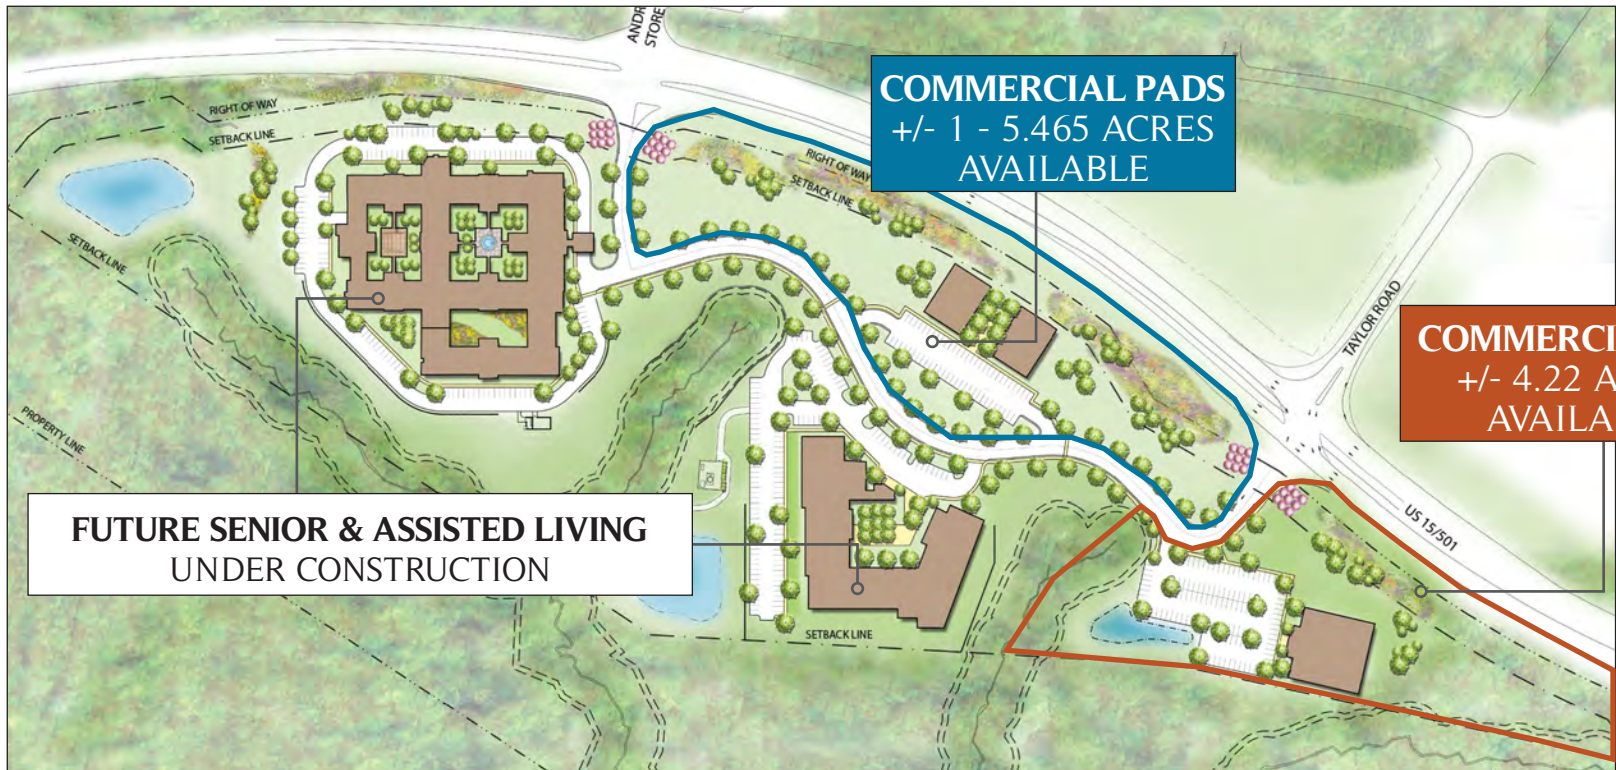 ANDR
STORE
COMMERCIAL PADS
+/- 1 - 5.465 ACRES
AVAILABLE
RIGHT OF WAY
SETBACK LINE
RIGHT OF WAY
SETBACK LINE
SETBACK LINE
TAYLOR ROAD
COMMERCI
+/- 4.22 A
AVAILA
PROPERTY LINE
US 15/501
FUTURE SENIOR & ASSISTED LIVING
UNDER CONSTRUCTION
SETBACK LINE